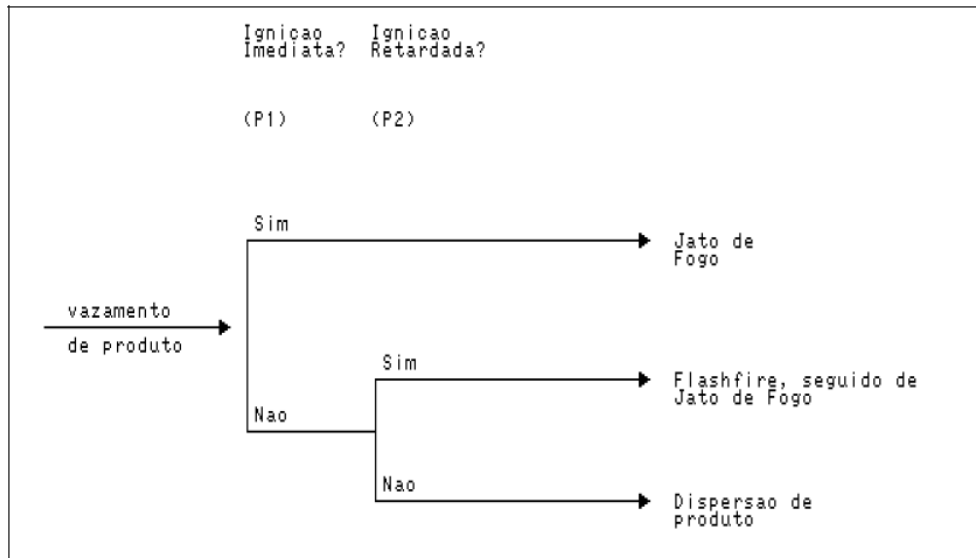 Ignicao
Imediata?
Ignicao
Retardada?
(P1)
(P2)
Sim
Jato de
Fogo
vazamento
de produto
Sim
Flashfire, seguido de
Jato de Fogo
Nao
Nao
Dispersao de
produto